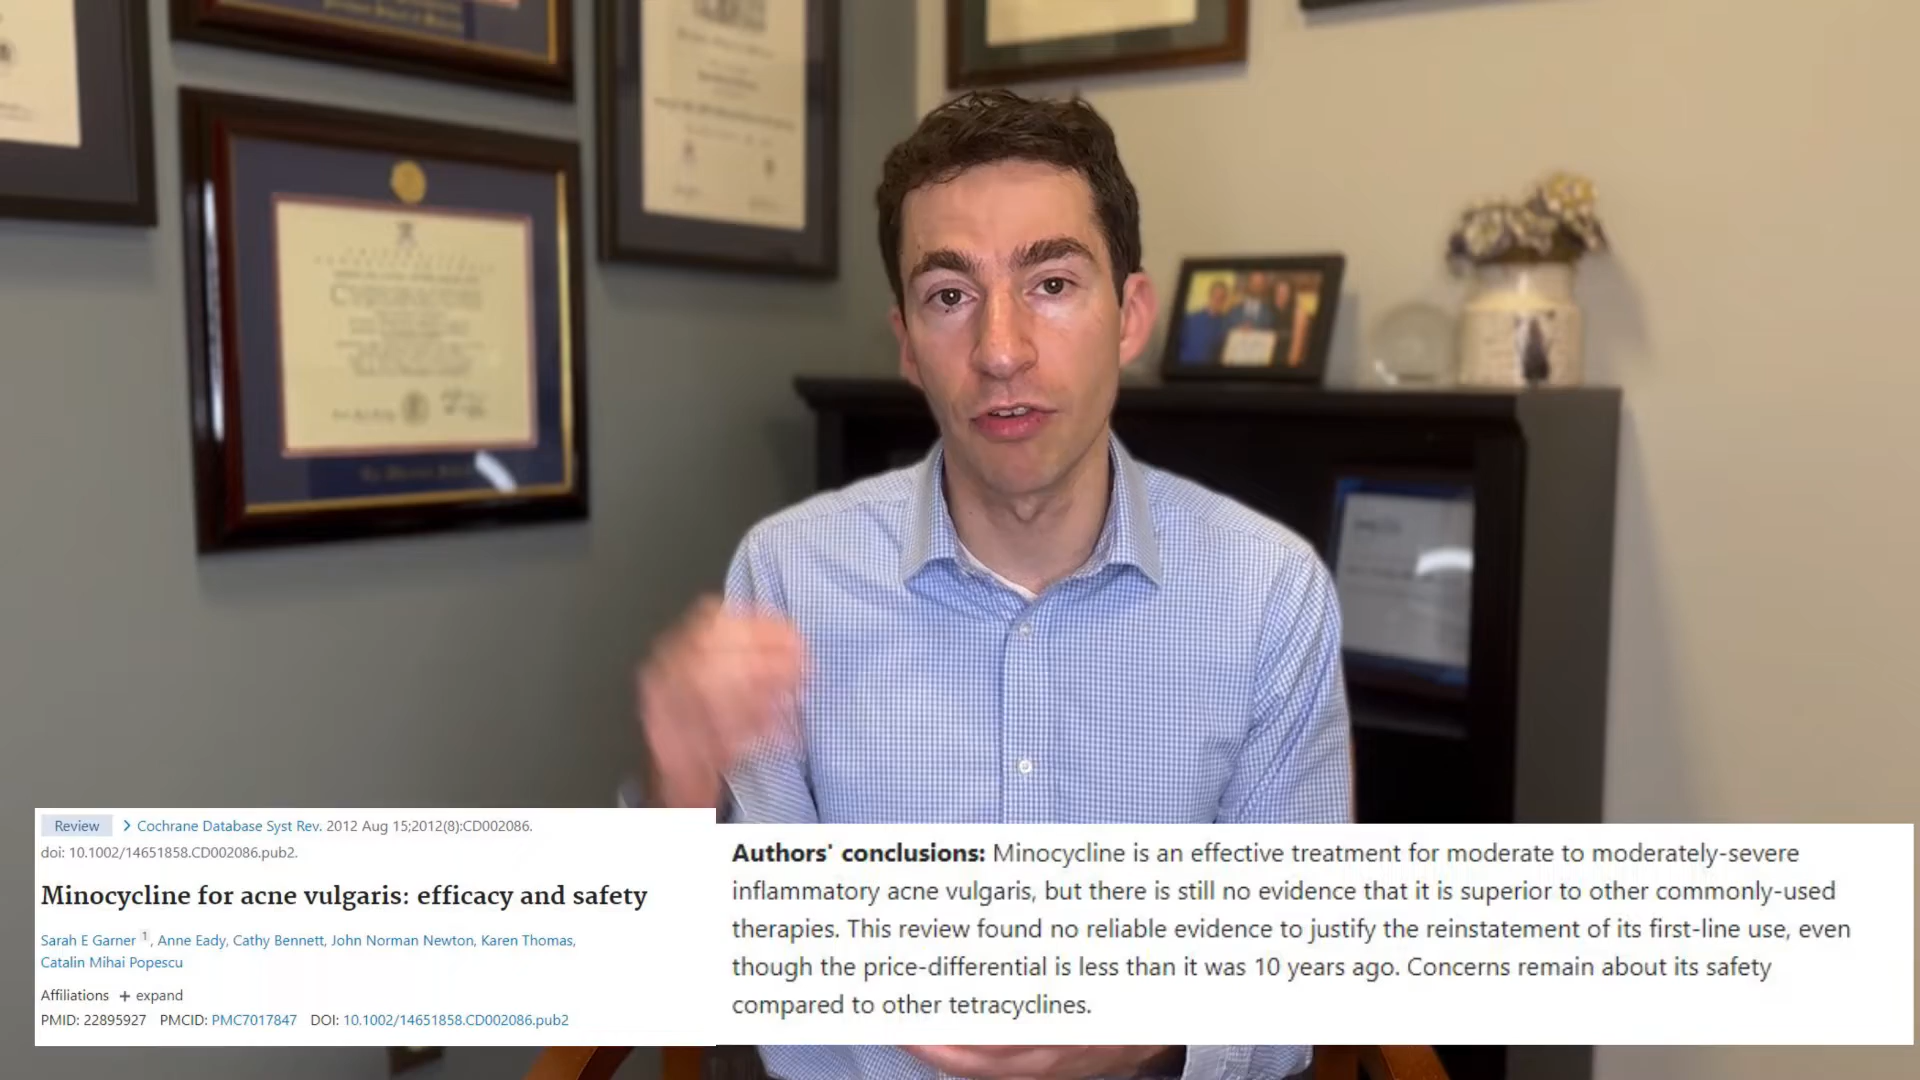 Review > Cochrane Database Syst Rev. 2012 Aug 15;2012(8):CD002086.
doi: 10.1002/14651858.CD002086.pub2.
Minocycline for acne vulgaris: efficacy and safety
Sarah E Garner 1, Anne Eady, Cathy Bennett, John Norman Newton, Karen Thomas,
Catalin Mihai Popescu
Affiliations + expand
PMID: 22895927 PMCID: PMC7017847 DOI: 10.1002/14651858.CD002086.pub2
Authors' conclusions: Minocycline is an effective treatment for moderate to moderately-severe
inflammatory acne vulgaris, but there is still no evidence that it is superior to other commonly-used
therapies. This review found no reliable evidence to justify the reinstatement of its first-line use, even
though the price-differential is less than it was 10 years ago. Concerns remain about its safety
compared to other tetracyclines.